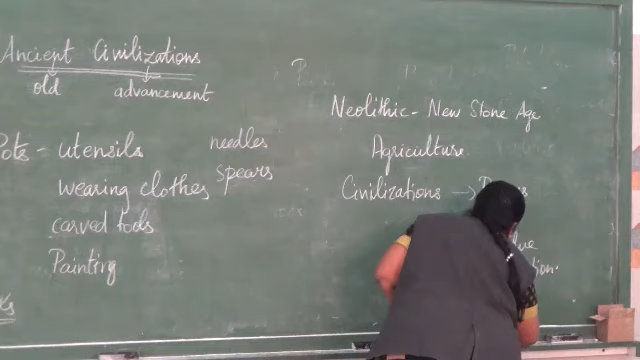 Ancient Civilizations
old advancement
Pots - utensils needles
wearing clothes spears
carved tools
Painting
Neolithic - New Stone Age
Agriculture
Civilizations →